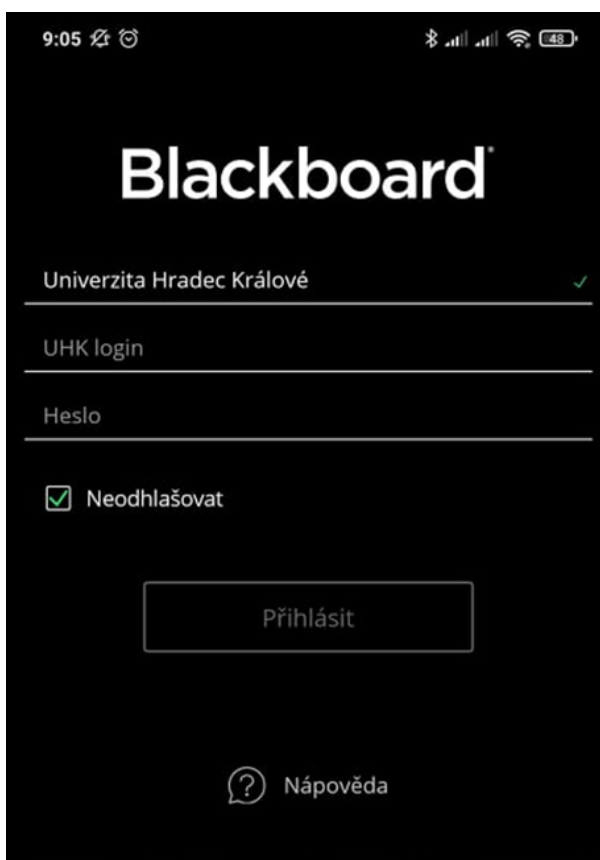 9:05 48
Blackboard
Univerzita Hradec Králové
UHK login
Heslo
Neodhlašovat
Přihlásit
Nápověda